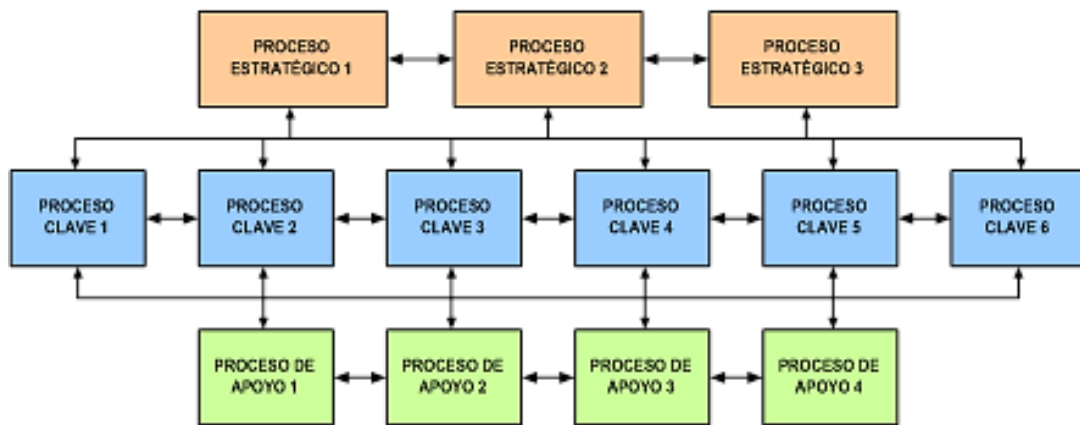 PROCESO
ESTRATÉGICO 1
PROCESO
ESTRATÉGICO 2
PROCESO
ESTRATÉGICO 3
PROCESO
CLAVE 1
PROCESO
CLAVE 2
PROCESO
CLAVE 3
PROCESO
CLAVE 4
PROCESO
CLAVE 5
PROCESO
CLAVE 6
PROCESO DE
APOYO 1
PROCESO DE
APOYO 2
PROCESO DE
APOYO 3
PROCESO DE
APOYO 4